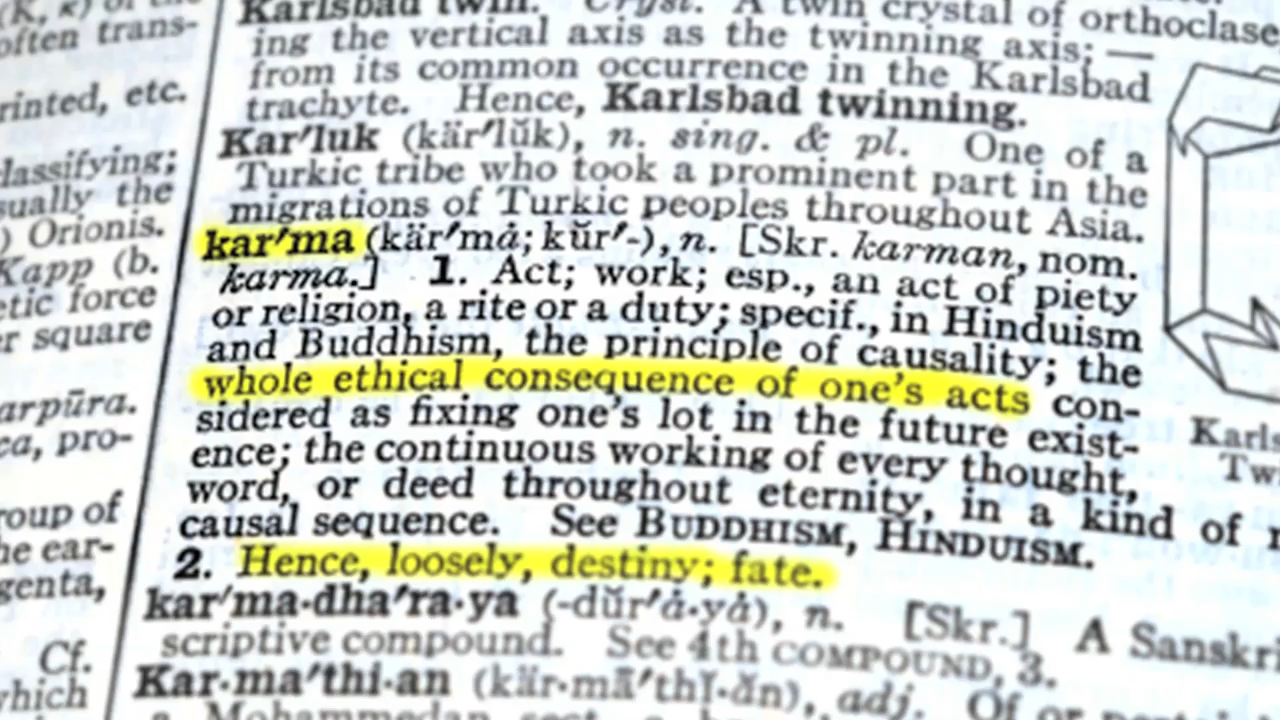 (K, κ) of the
often trans-
rinted, etc.
lassifying;
sually the
) Orionis.
Kapp (b.
etic force
r square
arpūra.
ca, pro-
roup of
he ear-
genta,
Cf.
which
Karlsbad twin. Cryst. A twin crystal of orthoclase
ing the vertical axis as the twinning axis; —
from its common occurrence in the Karlsbad
trachyte. Hence, Karlsbad twinning.
Kar′luk (kär′lŭk), n. sing. & pl. One of a
Turkic tribe who took a prominent part in the
migrations of Turkic peoples throughout Asia.
kar′ma (kär′mȧ; kŭr′-), n. [Skr. karman, nom.
karma.] 1. Act; work; esp., an act of piety
or religion, a rite or a duty; specif., in Hinduism
and Buddhism, the principle of causality; the
whole ethical consequence of one's acts con-
sidered as fixing one's lot in the future exist-
ence; the continuous working of every thought,
word, or deed throughout eternity, in a kind of
causal sequence. See BUDDHISM, HINDUISM.
2. Hence, loosely, destiny; fate.
kar′ma·dha′ra·ya (-dŭr′ȧ·yȧ), n. [Skr.] A Sanskri
scriptive compound. See 4th COMPOUND, 3.
Kar·ma′thi·an (kär·mā′thĭ·ăn), adj. Of or
a Mohammedan sect
Karls
Tw